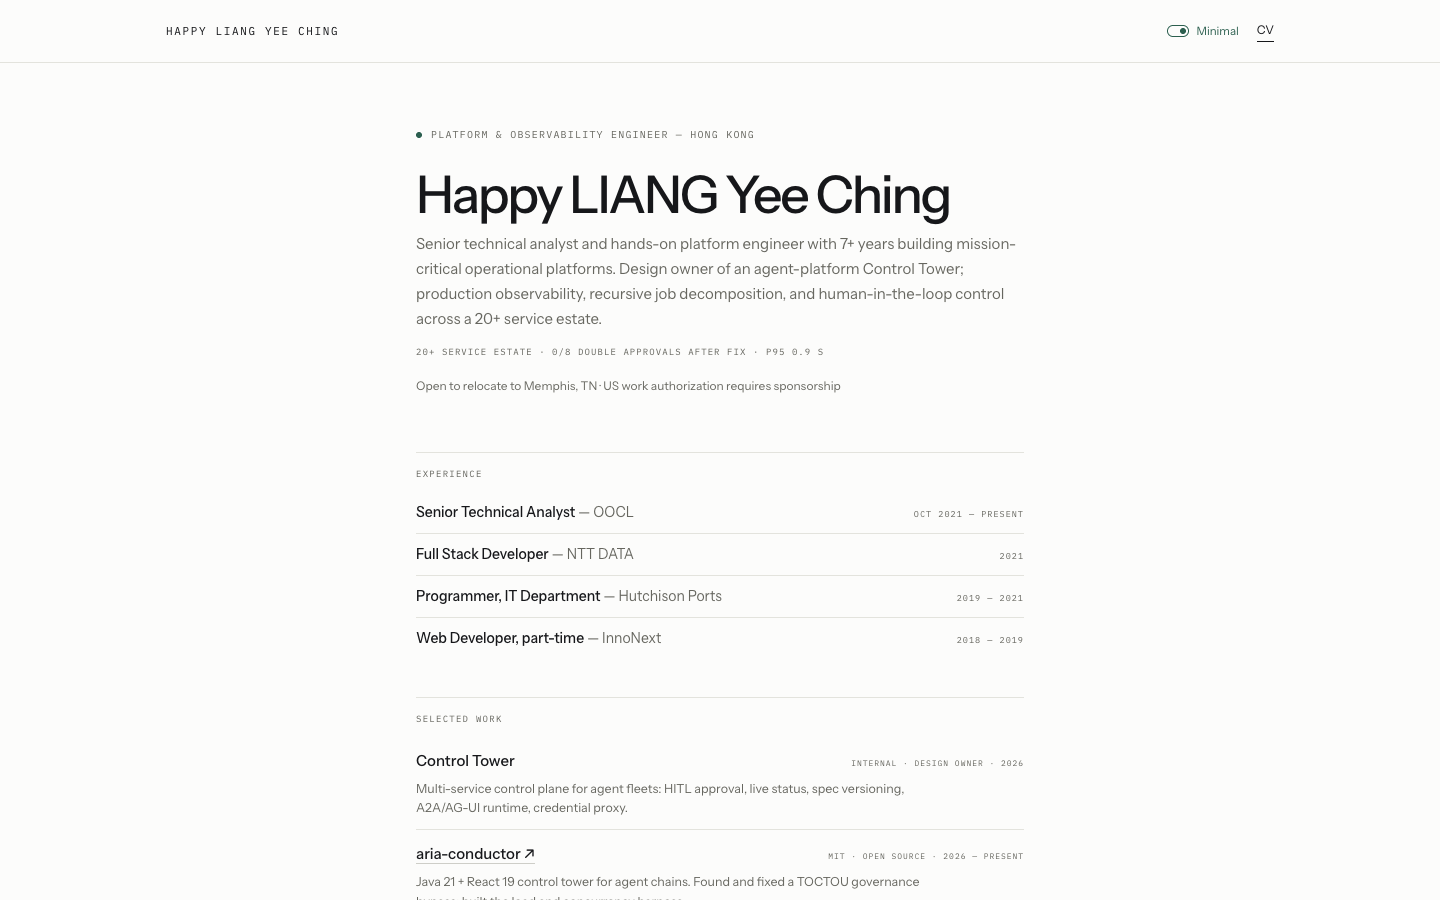 HAPPY LIANG YEE CHING
Minimal
CV
PLATFORM & OBSERVABILITY ENGINEER — HONG KONG
Happy LIANG Yee Ching
Senior technical analyst and hands-on platform engineer with 7+ years building mission-
critical operational platforms. Design owner of an agent-platform Control Tower;
production observability, recursive job decomposition, and human-in-the-loop control
across a 20+ service estate.
20+ SERVICE ESTATE · 0/8 DOUBLE APPROVALS AFTER FIX · P95 0.9 S
Open to relocate to Memphis, TN · US work authorization requires sponsorship
EXPERIENCE
Senior Technical Analyst — OOCL
OCT 2021 — PRESENT
Full Stack Developer — NTT DATA
2021
Programmer, IT Department — Hutchison Ports
2019 — 2021
Web Developer, part-time — InnoNext
2018 — 2019
SELECTED WORK
Control Tower
INTERNAL · DESIGN OWNER · 2026
Multi-service control plane for agent fleets: HITL approval, live status, spec versioning,
A2A/AG-UI runtime, credential proxy.
aria-conductor ↗
MIT · OPEN SOURCE · 2026 — PRESENT
Java 21 + React 19 control tower for agent chains. Found and fixed a TOCTOU governance